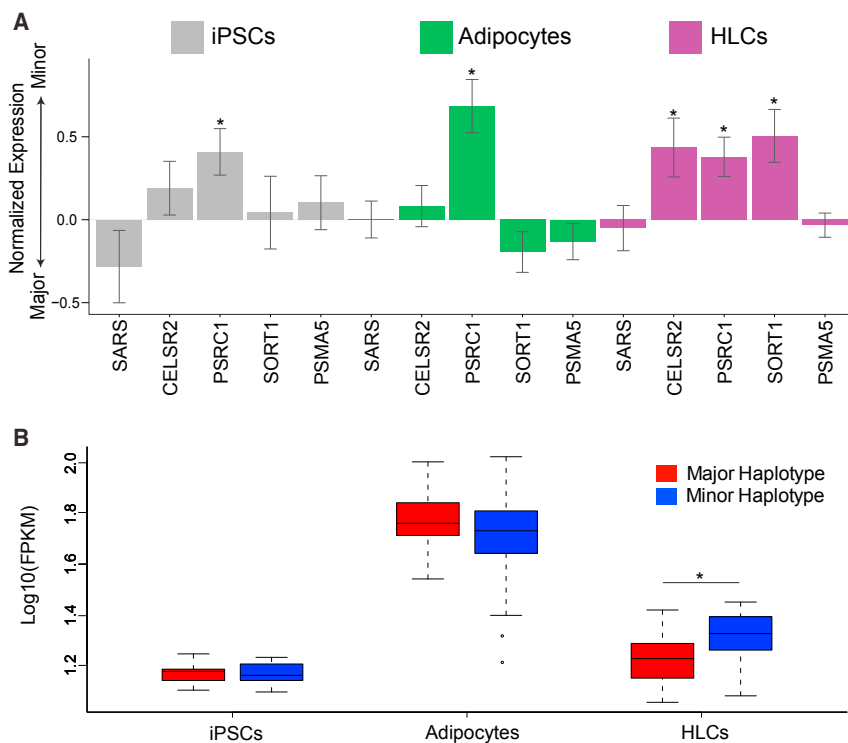 A
iPSCs Adipocytes HLCs
Normalized Expression
Major Minor
0.5
0.0
−0.5
* * * * *
SARS CELSR2 PSRC1 SORT1 PSMA5 SARS CELSR2 PSRC1 SORT1 PSMA5 SARS CELSR2 PSRC1 SORT1 PSMA5
B
Log10(FPKM)
2.0
1.8
1.6
1.4
1.2
Major Haplotype
Minor Haplotype
*
iPSCs Adipocytes HLCs